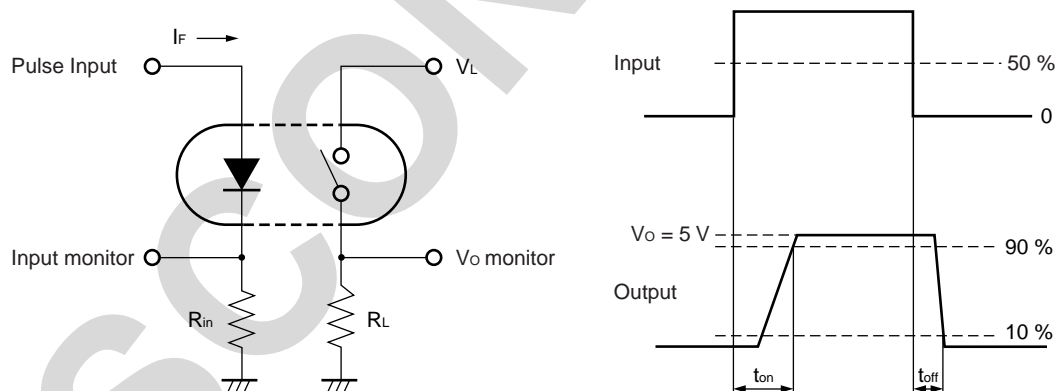 IF
Pulse Input
VL
Input monitor
VO monitor
Rin
RL
Input
50 %
0
VO = 5 V
90 %
Output
10 %
ton
toff